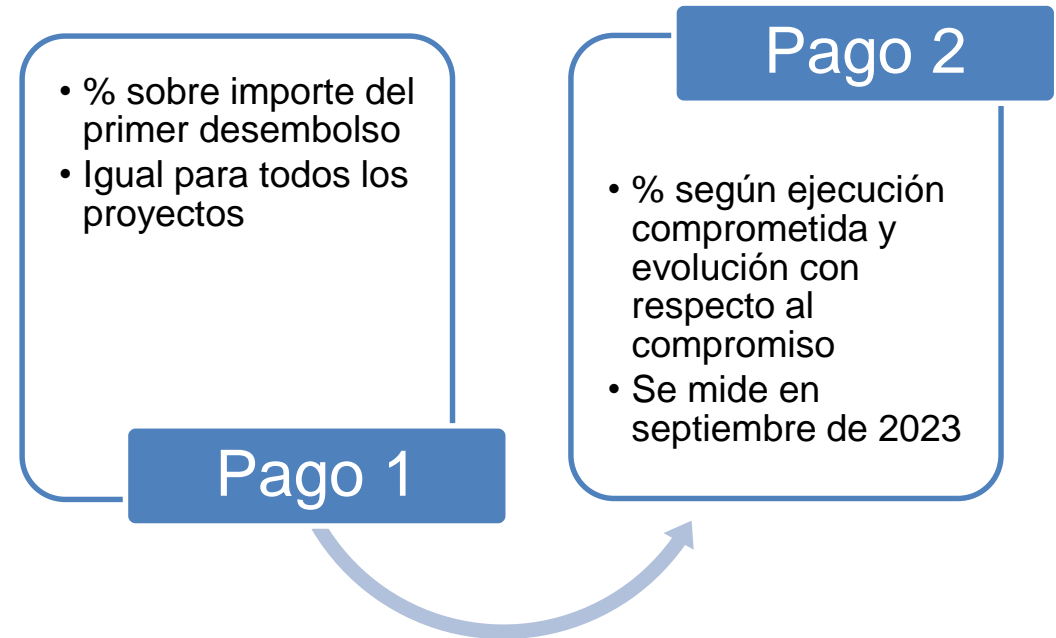 • % sobre importe del
primer desembolso
• Igual para todos los
proyectos
Pago 1
Pago 2
• % según ejecución
comprometida y
evolución con
respecto al
compromiso
• Se mide en
septiembre de 2023